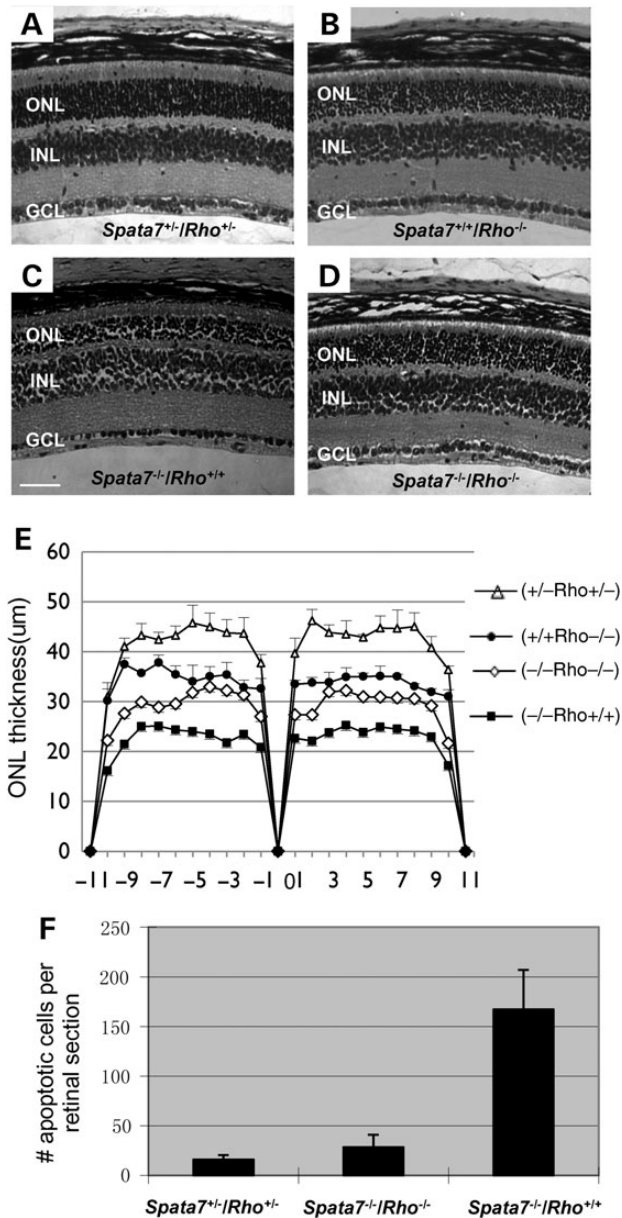 A
ONL
INL
GCL
Spata7+/-/Rho+/-
B
ONL
INL
GCL
Spata7+/+/Rho-/-
C
ONL
INL
GCL
Spata7-/-/Rho+/+
D
ONL
INL
GCL
Spata7-/-/Rho-/-
E
ONL thickness(um)
60
50
40
30
20
10
0
−11 −9 −7 −5 −3 −1 01 3 5 7 9 11
(+/−Rho+/−)
(+/+Rho−/−)
(−/−Rho−/−)
(−/−Rho+/+)
F
# apoptotic cells per
retinal section
250
200
150
100
50
0
Spata7+/-/Rho+/- Spata7-/-/Rho-/- Spata7-/-/Rho+/+